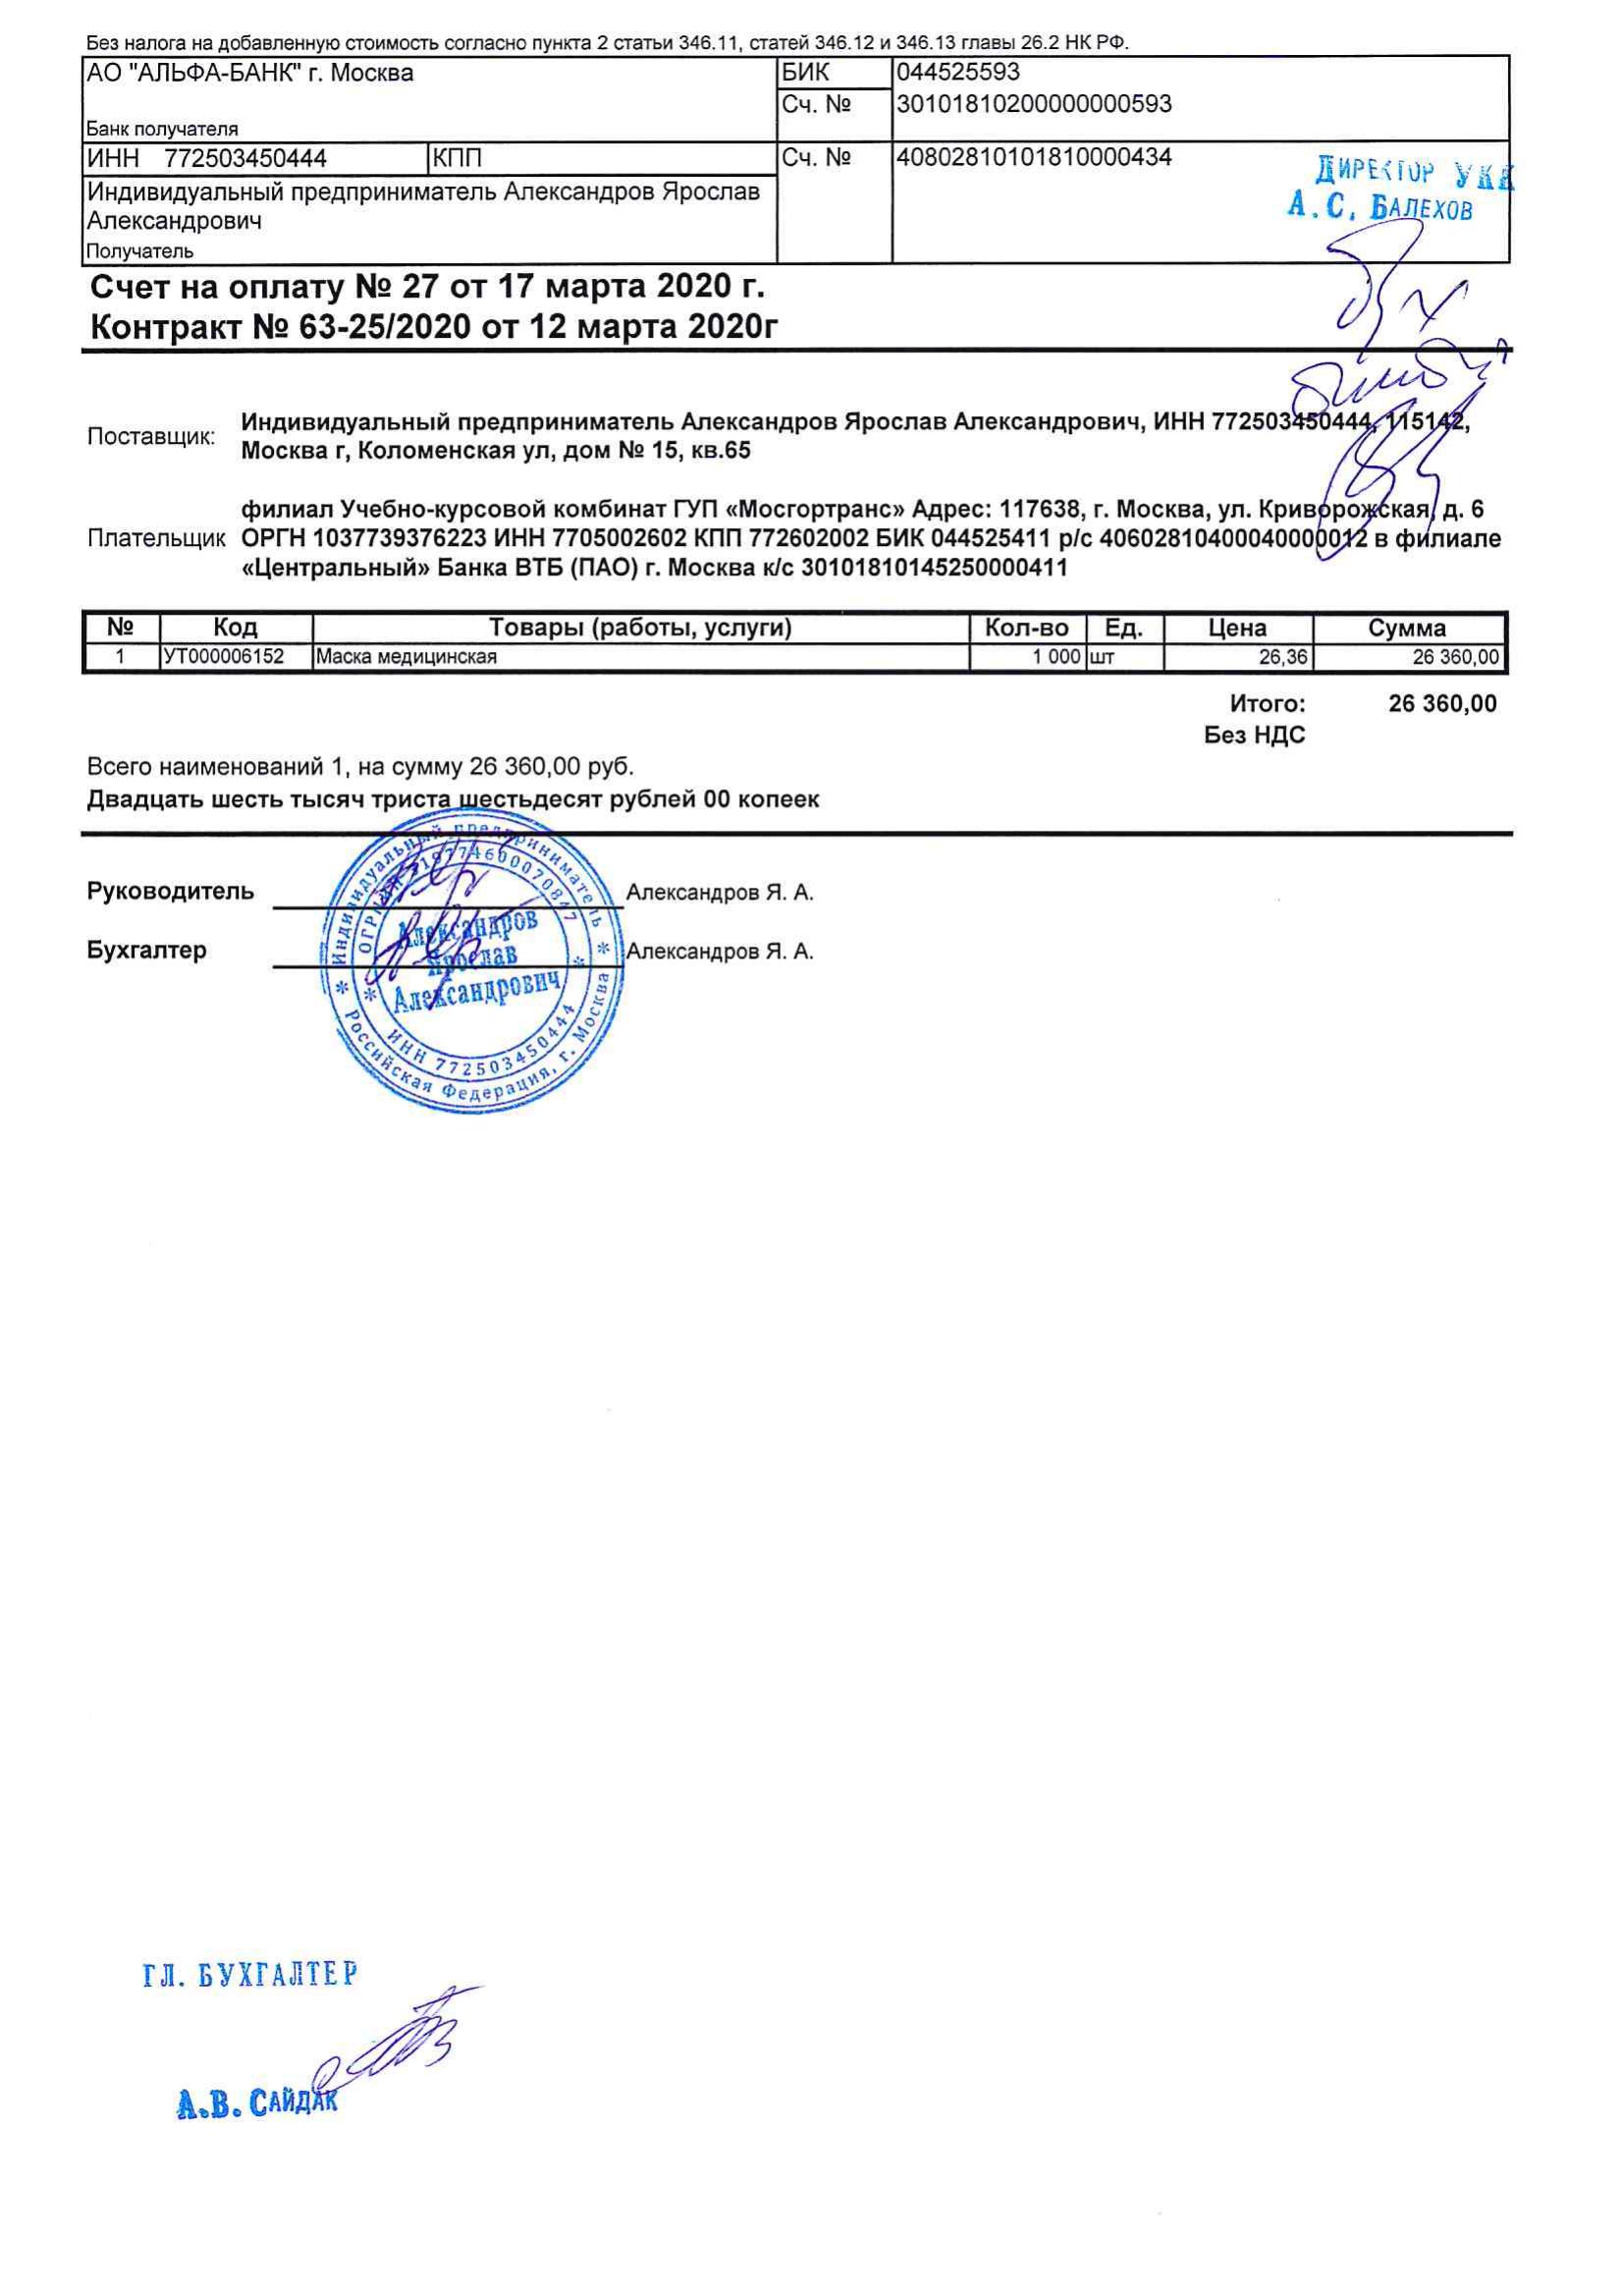 Без налога на добавленную стоимость согласно пункта 2 статьи 346.11, статей 346.12 и 346.13 главы 26.2 НК РФ.
АО "АЛЬФА-БАНК" г. Москва БИК 044525593
Сч. № 30101810200000000593
Банк получателя
ИНН 772503450444 КПП Сч. № 40802810101810000434
ДИРЕКТОР УКК
А.С. БАЛЕХОВ
Индивидуальный предприниматель Александров Ярослав
Александрович
Получатель
Счет на оплату № 27 от 17 марта 2020 г.
Контракт № 63-25/2020 от 12 марта 2020г
Поставщик: Индивидуальный предприниматель Александров Ярослав Александрович, ИНН 772503450444, 115142,
Москва г, Коломенская ул, дом № 15, кв.65
филиал Учебно-курсовой комбинат ГУП «Мосгортранс» Адрес: 117638, г. Москва, ул. Криворожская, д. 6
Плательщик ОРГН 1037739376223 ИНН 7705002602 КПП 772602002 БИК 044525411 р/с 40602810400040000012 в филиале
«Центральный» Банка ВТБ (ПАО) г. Москва к/с 30101810145250000411
№ Код Товары (работы, услуги) Кол-во Ед. Цена Сумма
1 УТ000006152 Маска медицинская 1 000 шт 26,36 26 360,00
Итого: 26 360,00
Без НДС
Всего наименований 1, на сумму 26 360,00 руб.
Двадцать шесть тысяч триста шестьдесят рублей 00 копеек
Руководитель Александров Я. А.
Бухгалтер Александров Я. А.
Индивидуальный предприниматель
Российская Федерация, г. Москва
ИНН 772503450444
Александров
Ярослав
Александрович
ГЛ. БУХГАЛТЕР
А.В. САЙДАК